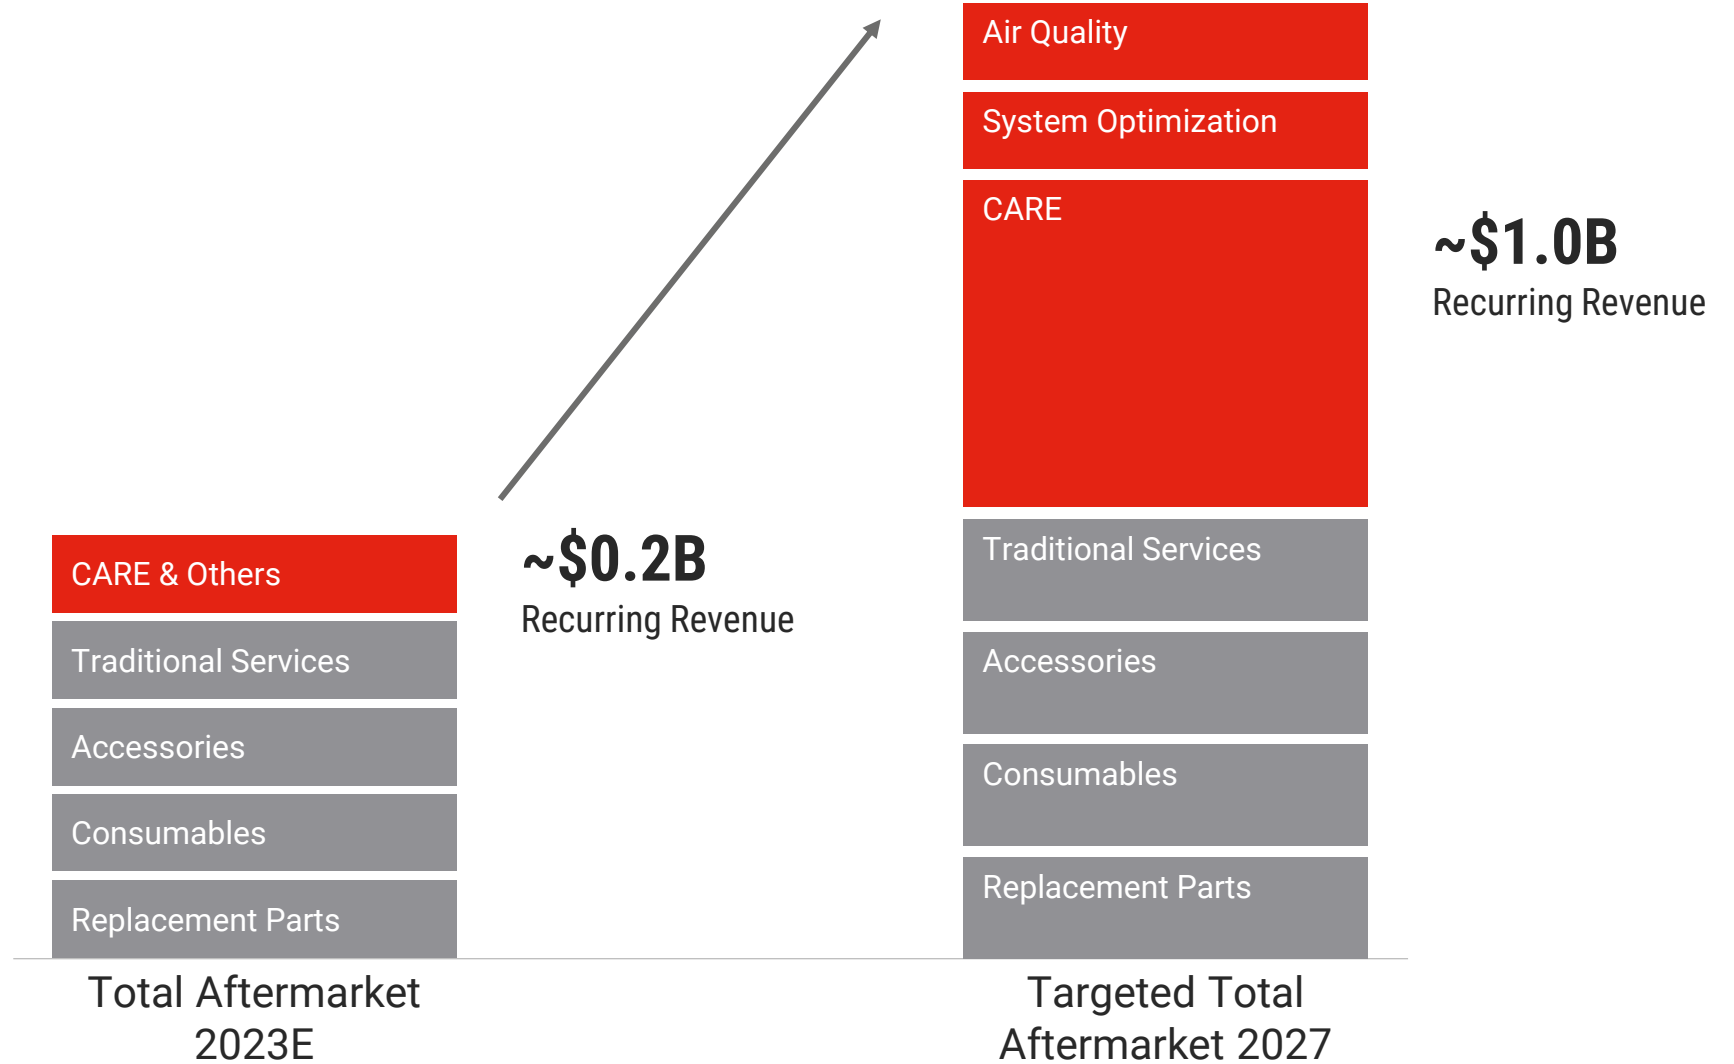 CARE & Others
Traditional Services
Accessories
Consumables
Replacement Parts
Total Aftermarket
2023E
~$0.2B
Recurring Revenue
Air Quality
System Optimization
CARE
Traditional Services
Accessories
Consumables
Replacement Parts
Targeted Total
Aftermarket 2027
~$1.0B
Recurring Revenue